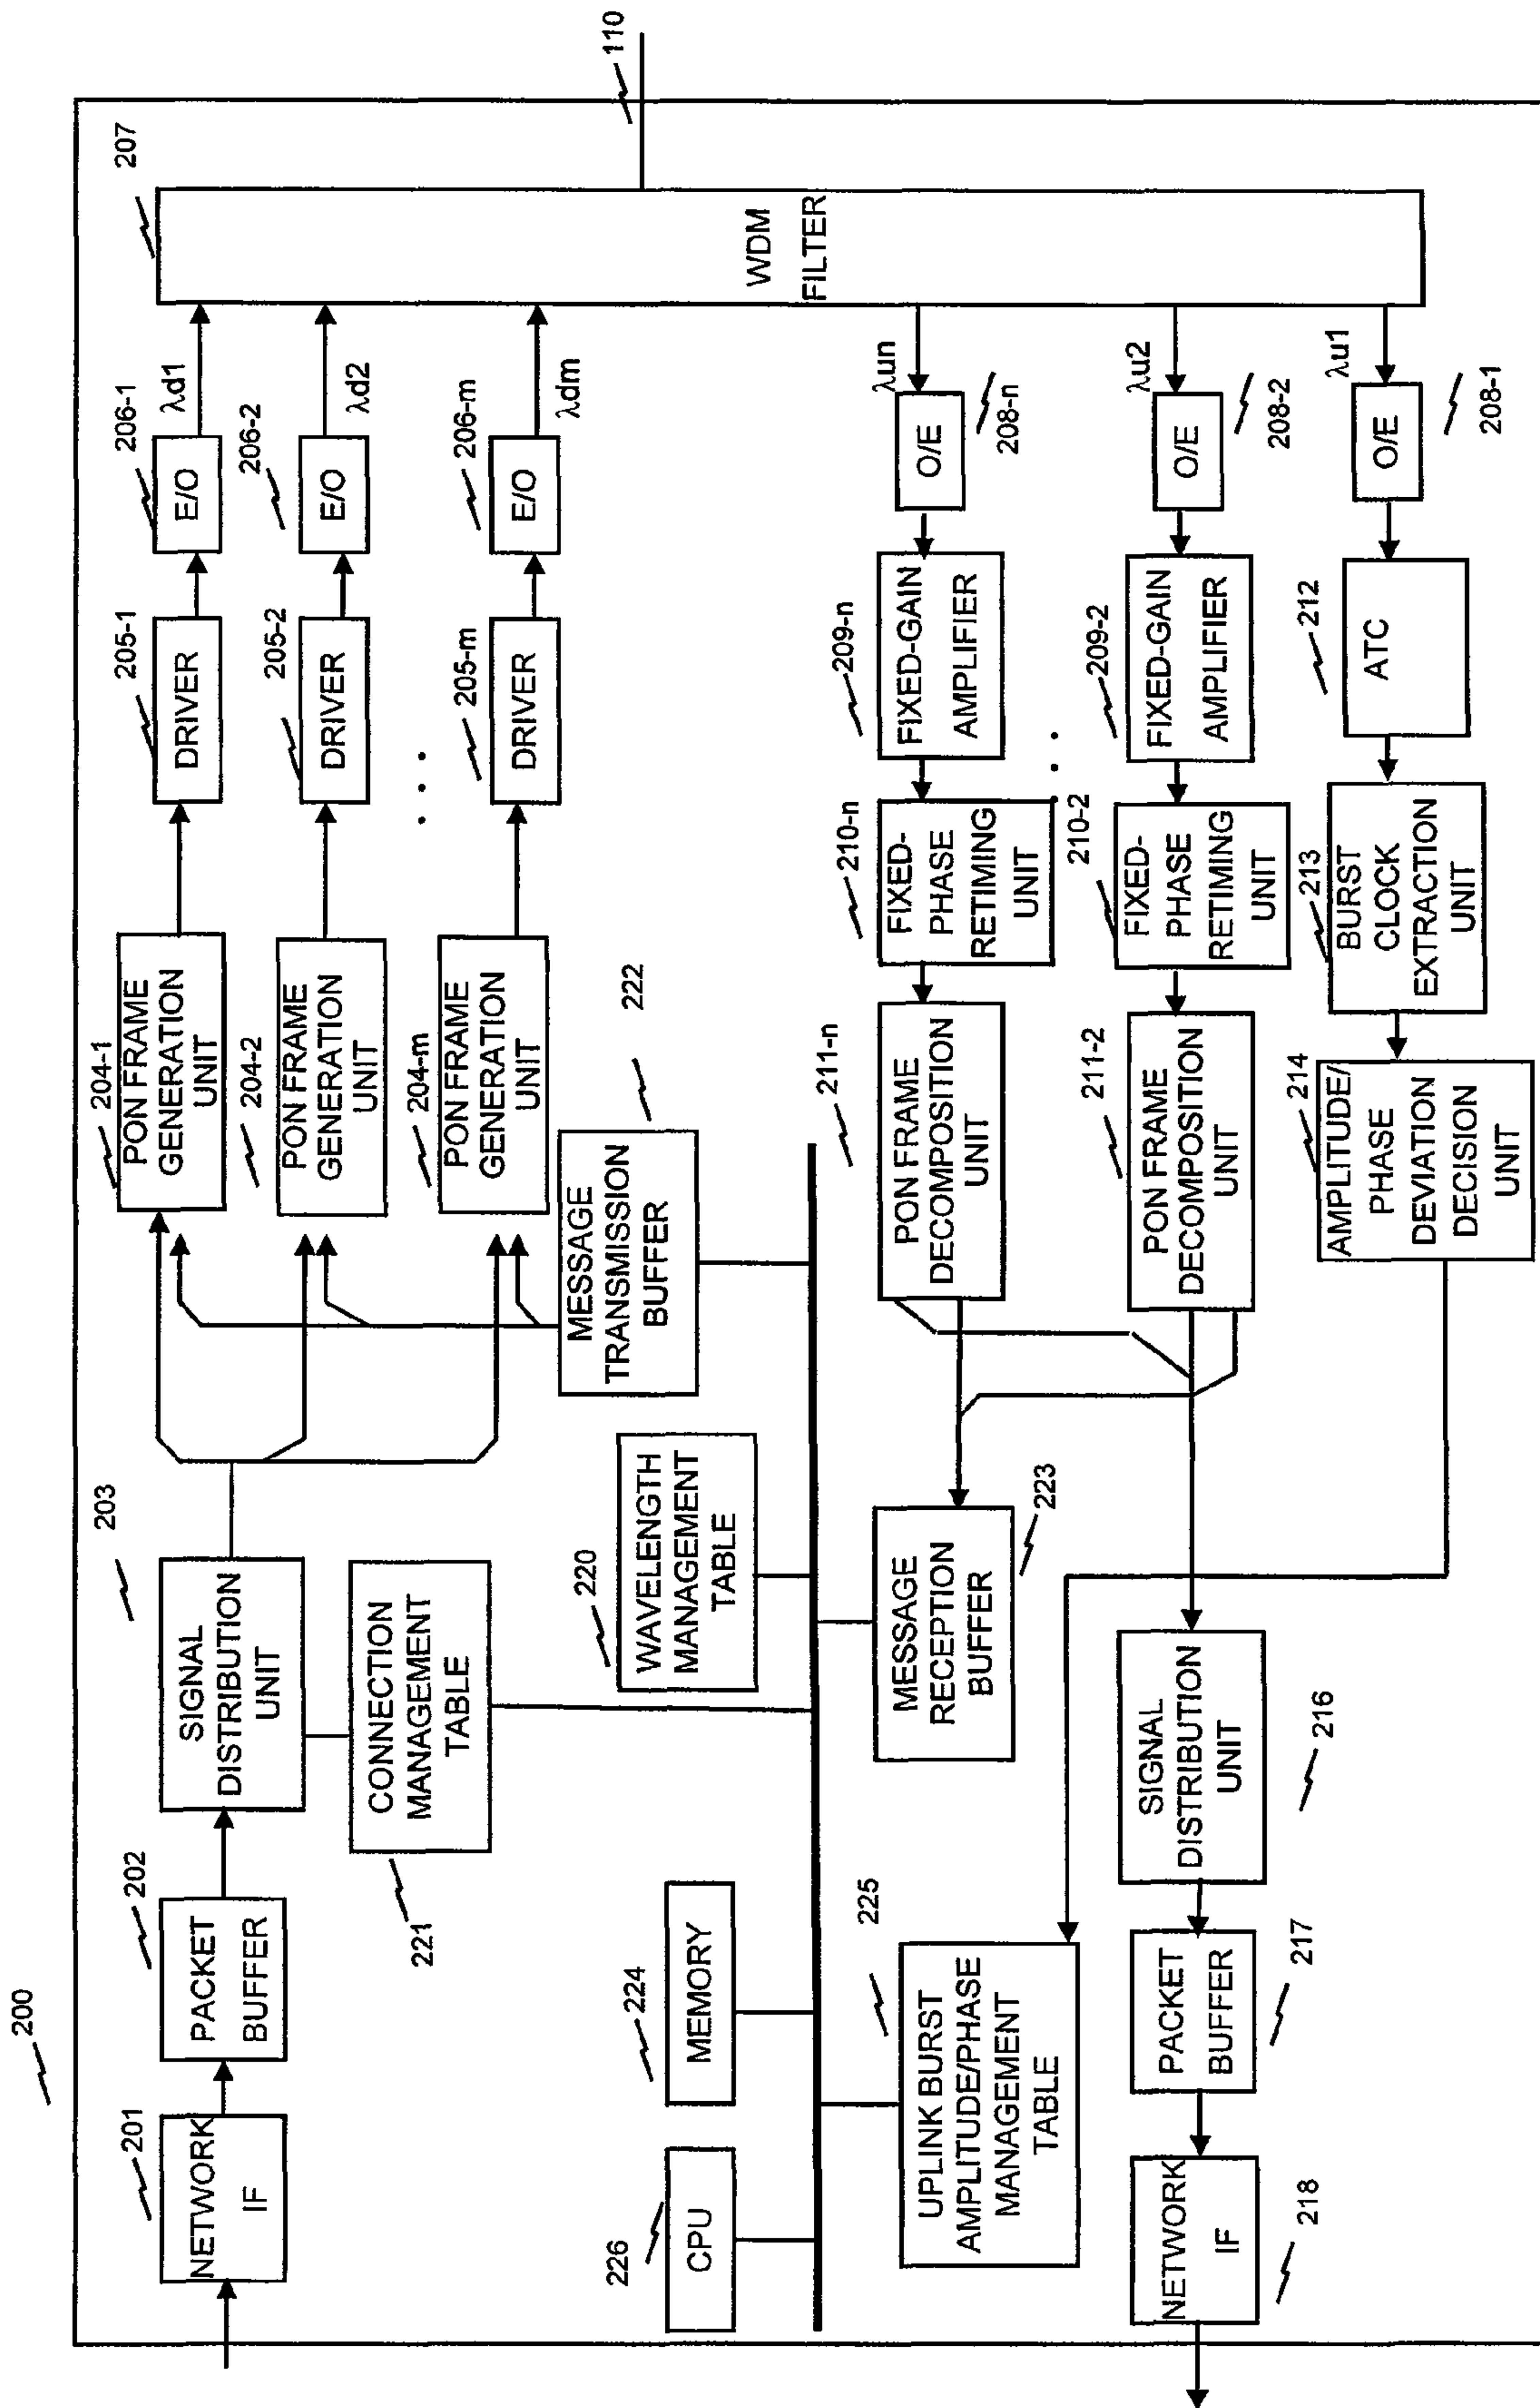 200
201
NETWORK
IF
202
PACKET
BUFFER
203
SIGNAL
DISTRIBUTION
UNIT
221
CONNECTION
MANAGEMENT
TABLE
204-1
PON FRAME
GENERATION
UNIT
205-1
DRIVER
206-1
E/O
λd1
204-2
PON FRAME
GENERATION
UNIT
205-2
DRIVER
206-2
E/O
λd2
. . .
204-m
PON FRAME
GENERATION
UNIT
205-m
DRIVER
206-m
E/O
λdm
207
WDM
FILTER
110
222
MESSAGE
TRANSMISSION
BUFFER
220
WAVELENGTH
MANAGEMENT
TABLE
224
MEMORY
226
CPU
225
UPLINK BURST
AMPLITUDE/PHASE
MANAGEMENT
TABLE
223
MESSAGE
RECEPTION
BUFFER
211-n
PON FRAME
DECOMPOSITION
UNIT
210-n
FIXED-
PHASE
RETIMING
UNIT
209-n
FIXED-GAIN
AMPLIFIER
208-n
O/E
λun
. . .
218
NETWORK
IF
217
PACKET
BUFFER
216
SIGNAL
DISTRIBUTION
UNIT
211-2
PON FRAME
DECOMPOSITION
UNIT
210-2
FIXED-
PHASE
RETIMING
UNIT
209-2
FIXED-GAIN
AMPLIFIER
208-2
O/E
λu2
214
AMPLITUDE/
PHASE
DEVIATION
DECISION
UNIT
213
BURST
CLOCK
EXTRACTION
UNIT
212
ATC
208-1
O/E
λu1